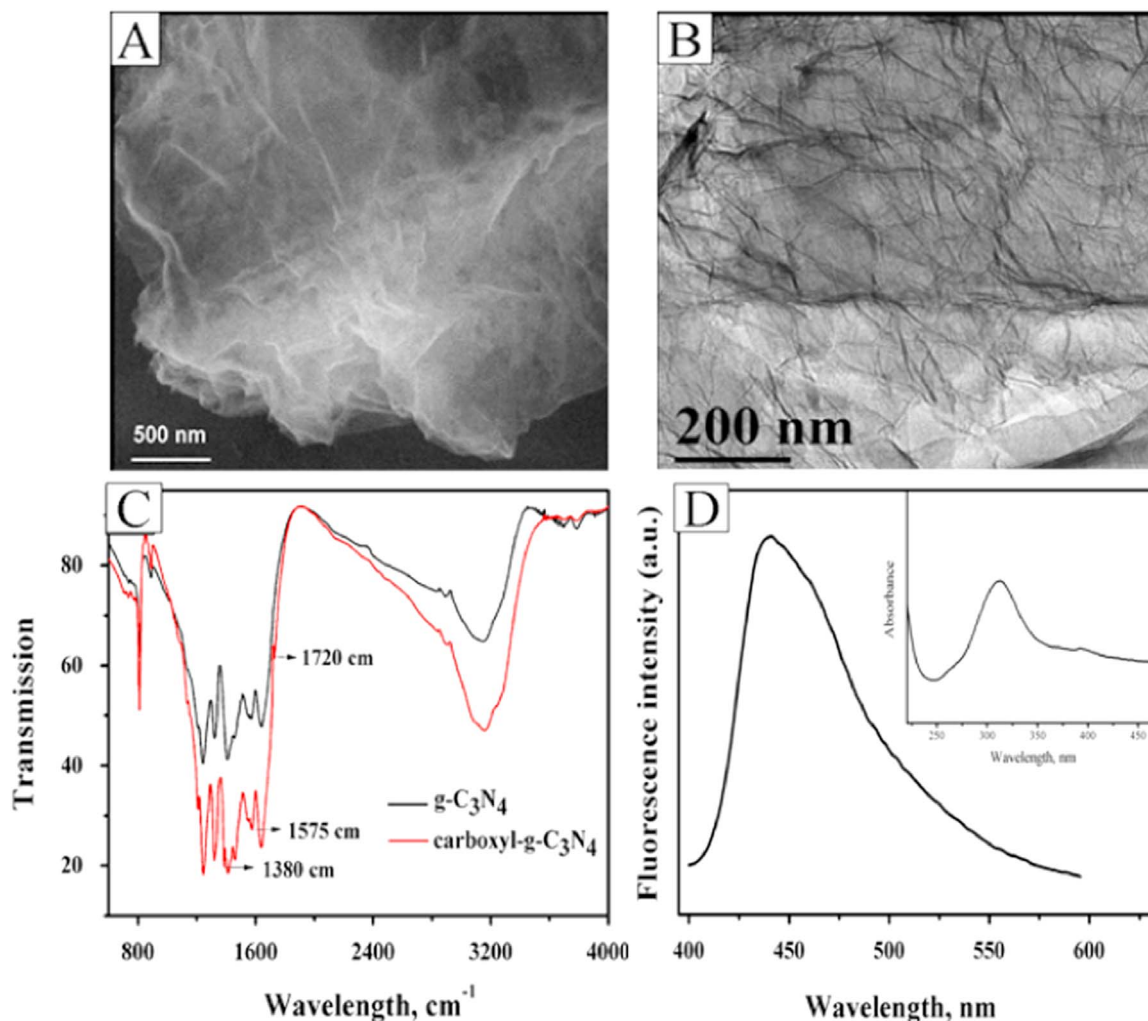 A
500 nm
B
200 nm
C
Transmission
80
60
40
20
1720 cm
1575 cm
1380 cm
g-C₃N₄
carboxyl-g-C₃N₄
800 1600 2400 3200 4000
Wavelength, cm⁻¹
D
Fluorescence intensity (a.u.)
400 450 500 550 600
Wavelength, nm
Absorbance
250 300 350 400 450
Wavelength, nm